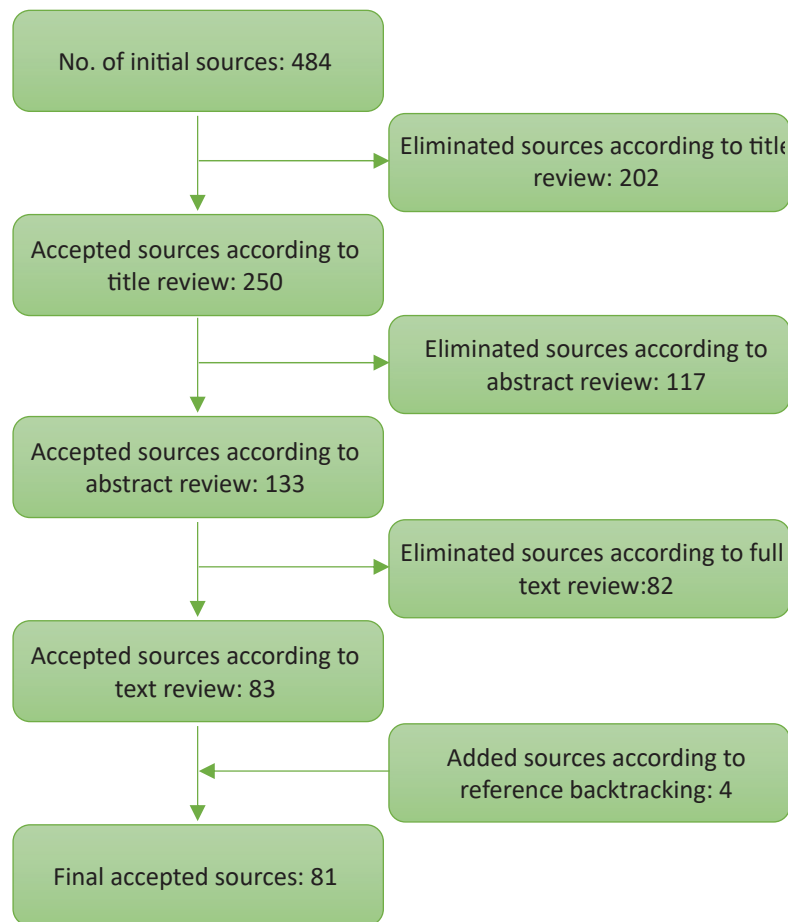 No. of initial sources: 484
Eliminated sources according to title
review: 202
Accepted sources according to
title review: 250
Eliminated sources according to
abstract review: 117
Accepted sources according to
abstract review: 133
Eliminated sources according to full
text review:82
Accepted sources according to
text review: 83
Added sources according to
reference backtracking: 4
Final accepted sources: 81